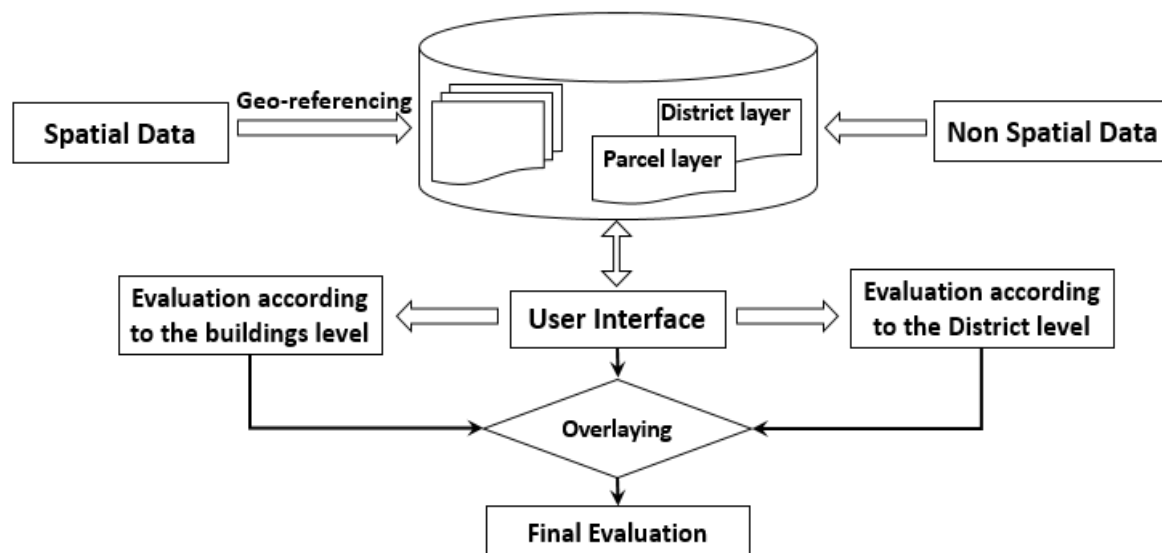 Geo-referencing
Spatial Data
District layer
Parcel layer
Non Spatial Data
Evaluation according
to the buildings level
User Interface
Evaluation according
to the District level
Overlaying
Final Evaluation